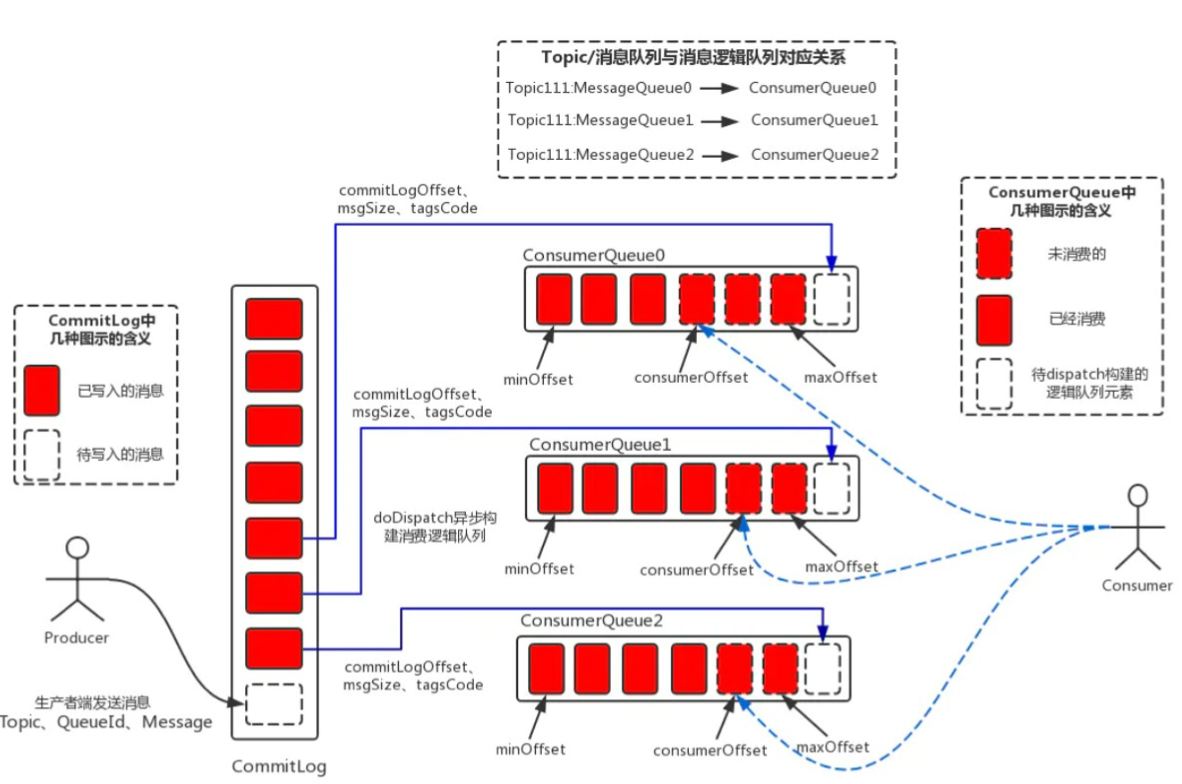 Topic/消息队列与消息逻辑队列对应关系
Topic111:MessageQueue0
ConsumerQueue0
Topic111:MessageQueue1
ConsumerQueue1
Topic111:MessageQueue2
ConsumerQueue2
commitLogOffset、
msgSize、tagsCode
ConsumerQueue中
几种图示的含义
未消费的
已经消费
待dispatch构建的
逻辑队列元素
ConsumerQueue0
minOffset
consumerOffset
maxOffset
CommitLog中
几种图示的含义
已写入的消息
待写入的消息
commitLogOffset、
msgSize、tagsCode
ConsumerQueue1
doDispatch异步构
建消费逻辑队列
minOffset
consumerOffset
maxOffset
Consumer
Producer
ConsumerQueue2
commitLogOffset、
msgSize、tagsCode
minOffset
consumerOffset
maxOffset
生产者端发送消息
Topic、QueueId、Message
CommitLog